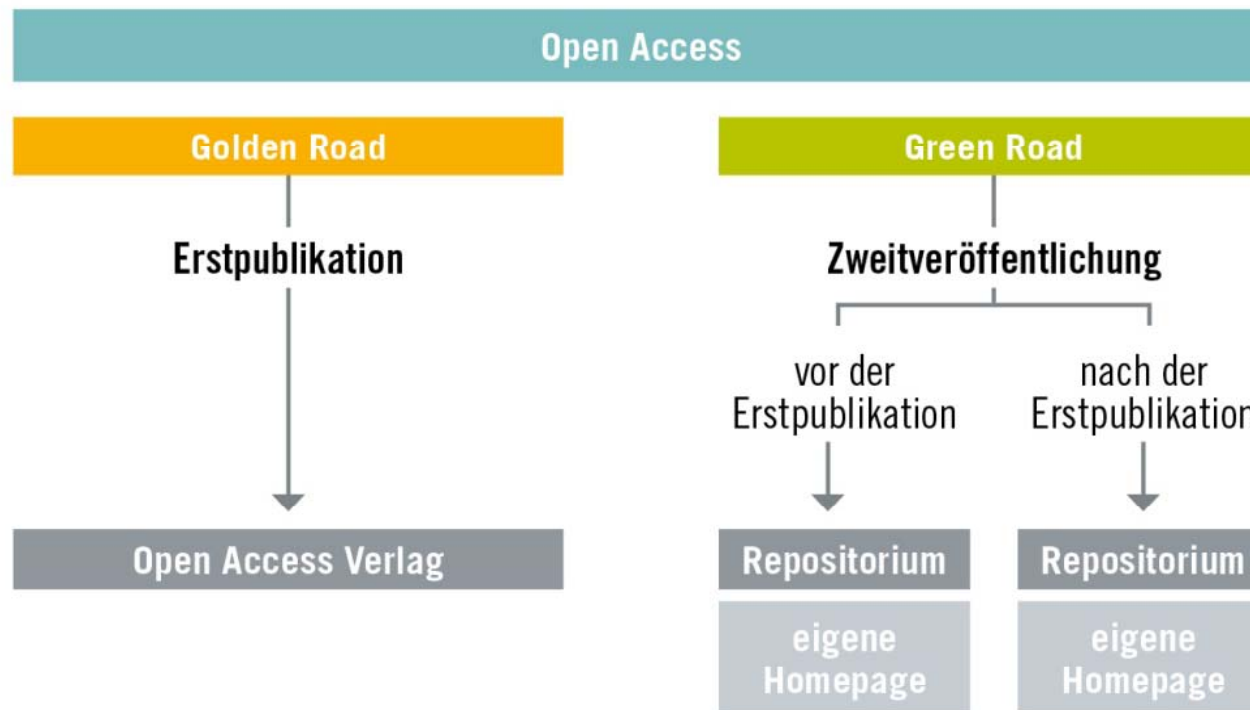 Open Access
Golden Road
Green Road
Erstpublikation
Zweitveröffentlichung
vor der
Erstpublikation
nach der
Erstpublikation
Open Access Verlag
Repositorium
Repositorium
eigene
Homepage
eigene
Homepage